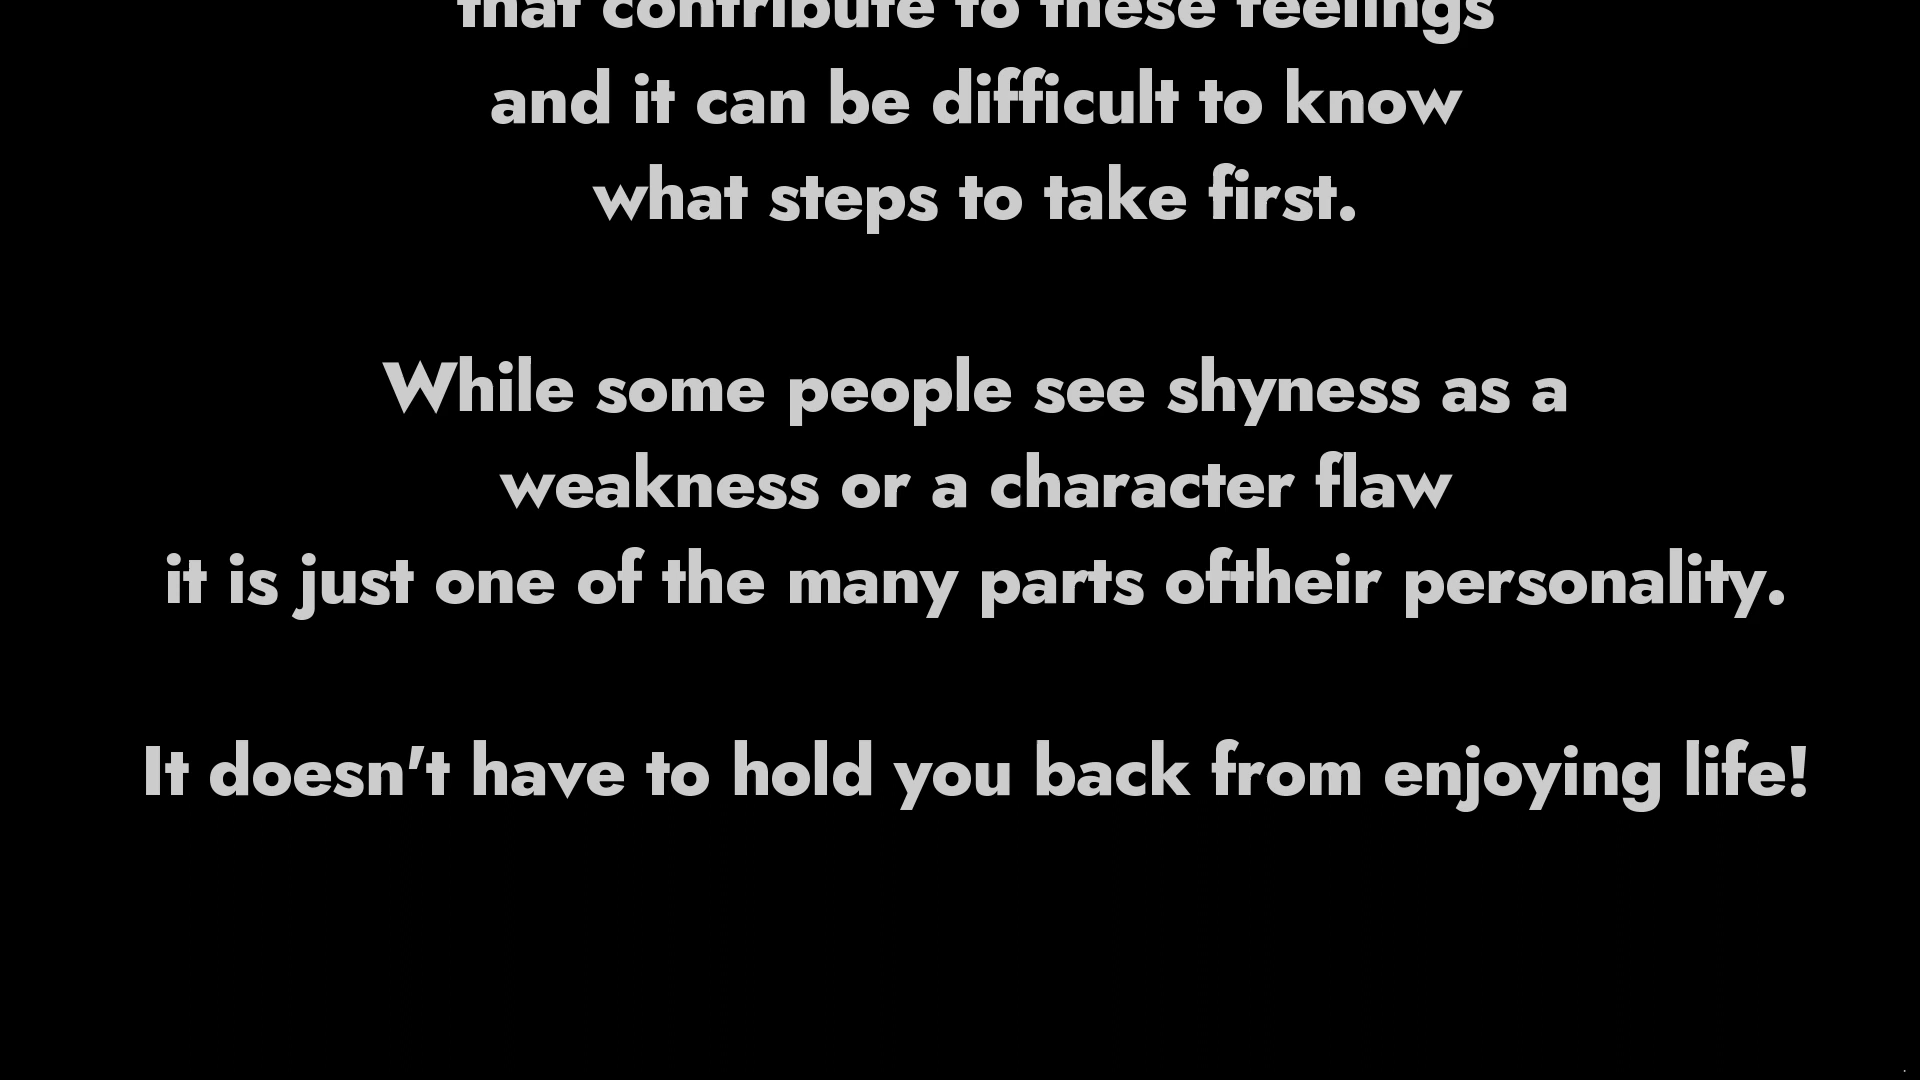 that contribute to these feelings
and it can be difficult to know
what steps to take first.
While some people see shyness as a
weakness or a character flaw
it is just one of the many parts oftheir personality.
It doesn't have to hold you back from enjoying life!
.